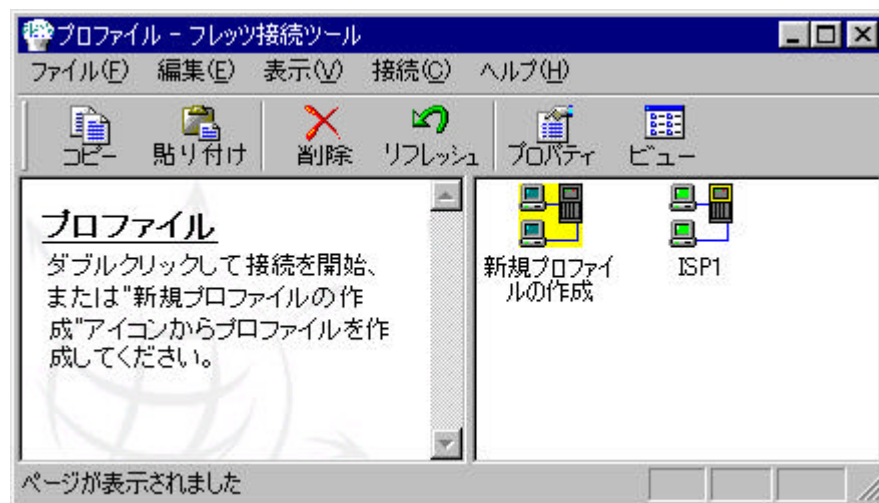 プロファイル - フレッツ接続ツール
ファイル(F) 編集(E) 表示(V) 接続(C) ヘルプ(H)
コピー 貼り付け 削除 リフレッシュ プロパティ ビュー
プロファイル
ダブルクリックして接続を開始、
または"新規プロファイルの作
成"アイコンからプロファイルを作
成してください。
新規プロファイ
ルの作成
ISP1
ページが表示されました